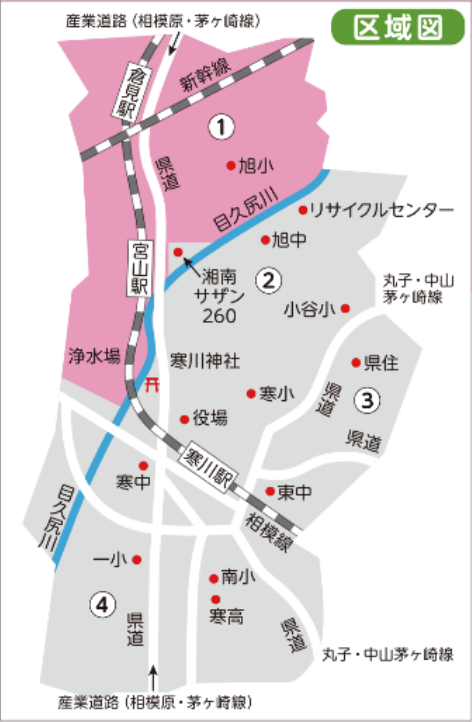 産業道路（相模原・茅ヶ崎線）
区域図
倉見駅
新幹線
①
県道
旭小
目久尻川
リサイクルセンター
旭中
宮山駅
湘南
サザン
260
②
丸子・中山
茅ヶ崎線
小谷小
浄水場
寒川神社
県住
寒小
県道
③
役場
県道
寒川駅
寒中
東中
目久尻川
相模線
一小
南小
④
寒高
県道
県道
丸子・中山茅ヶ崎線
産業道路（相模原・茅ヶ崎線）